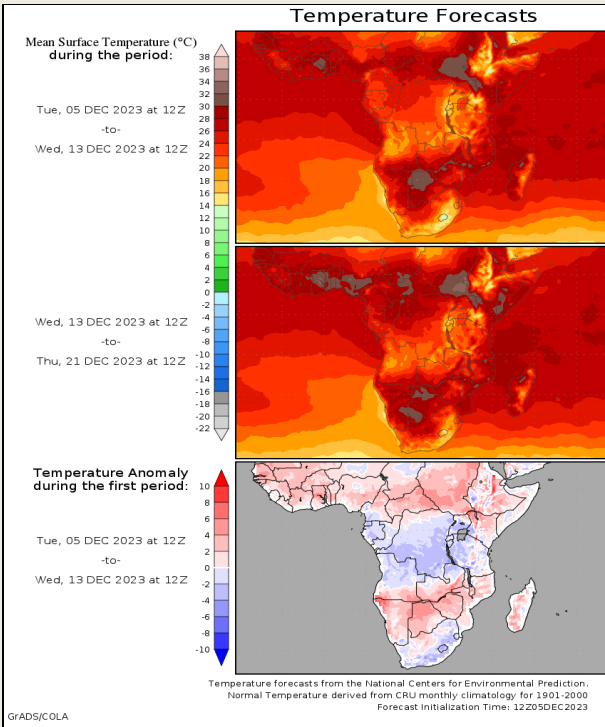 Temperature Forecasts
Mean Surface Temperature (°C)
during the period:
Tue, 05 DEC 2023 at 12Z
-to-
Wed, 13 DEC 2023 at 12Z
38
36
34
32
30
28
26
24
22
20
18
16
14
12
10
8
6
4
2
0
-2
-4
-6
-8
-10
-12
-14
-16
-18
-20
-22
Wed, 13 DEC 2023 at 12Z
-to-
Thu, 21 DEC 2023 at 12Z
Temperature Anomaly
during the first period:
Tue, 05 DEC 2023 at 12Z
-to-
Wed, 13 DEC 2023 at 12Z
10
8
6
4
2
0
-2
-4
-6
-8
-10
Temperature forecasts from the National Centers for Environmental Prediction.
Normal Temperature derived from CRU monthly climatology for 1901-2000
Forecast Initialization Time: 12Z05DEC2023
GrADS/COLA